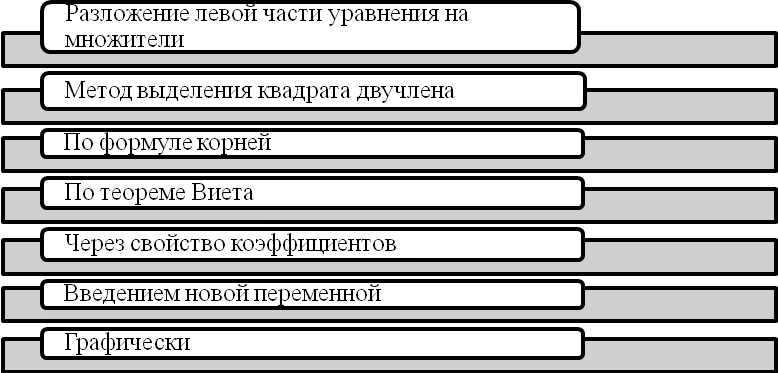 Разложение левой части уравнения на
множители
Метод выделения квадрата двучлена
По формуле корней
По теореме Виета
Через свойство коэффициентов
Введением новой переменной
Графически